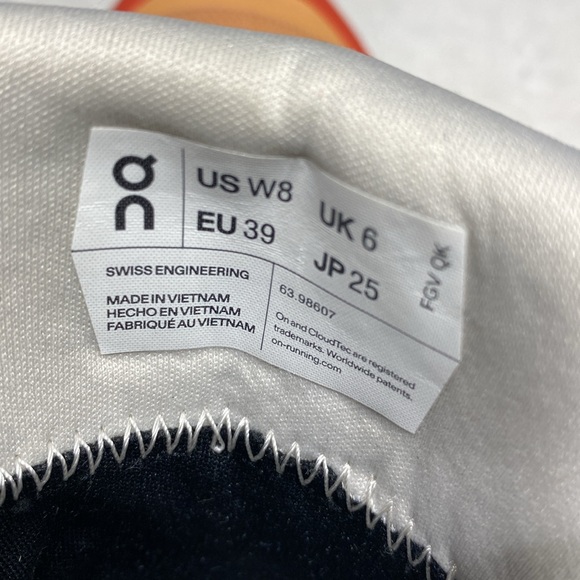 ON
US W8
EU 39
UK 6
JP 25
FGV QK
SWISS ENGINEERING
MADE IN VIETNAM
HECHO EN VIETNAM
FABRIQUÉ AU VIETNAM
63.98607
On and CloudTec are registered
trademarks. Worldwide patents.
on-running.com